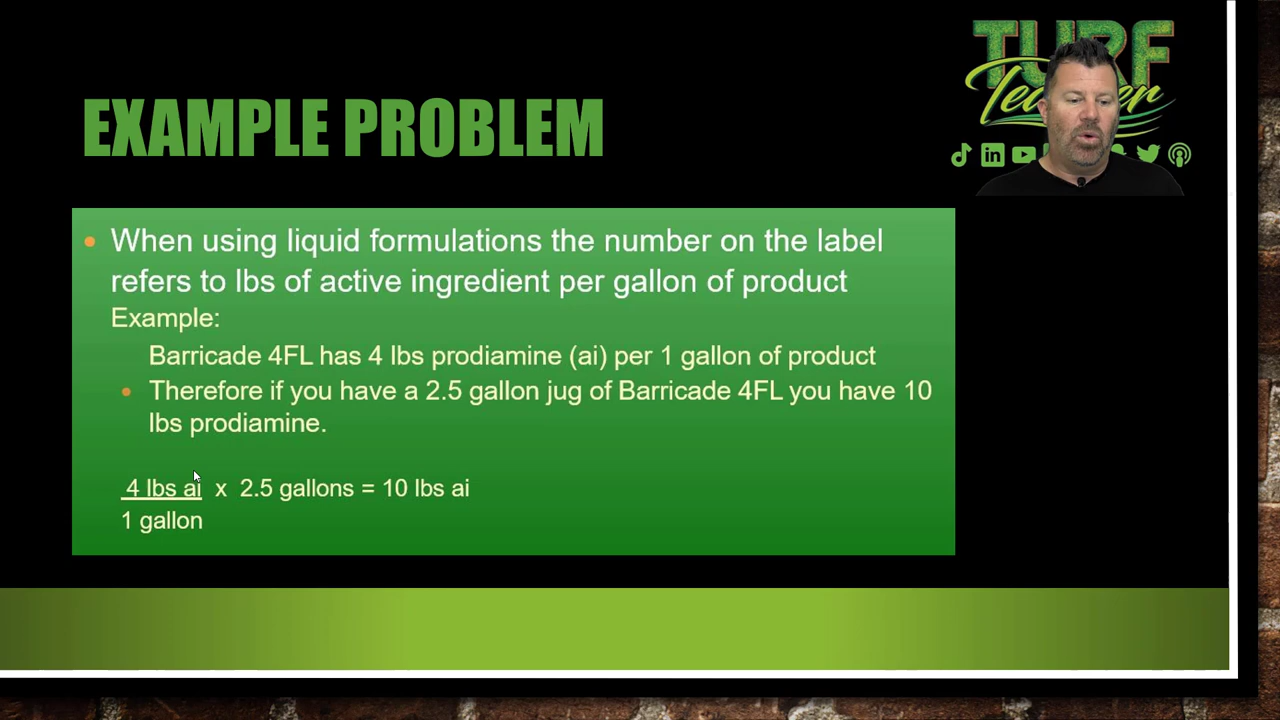 TURF
Teacher
EXAMPLE PROBLEM
When using liquid formulations the number on the label
refers to lbs of active ingredient per gallon of product
Example:
Barricade 4FL has 4 lbs prodiamine (ai) per 1 gallon of product
Therefore if you have a 2.5 gallon jug of Barricade 4FL you have 10
lbs prodiamine.
4 lbs ai x 2.5 gallons = 10 lbs ai
1 gallon